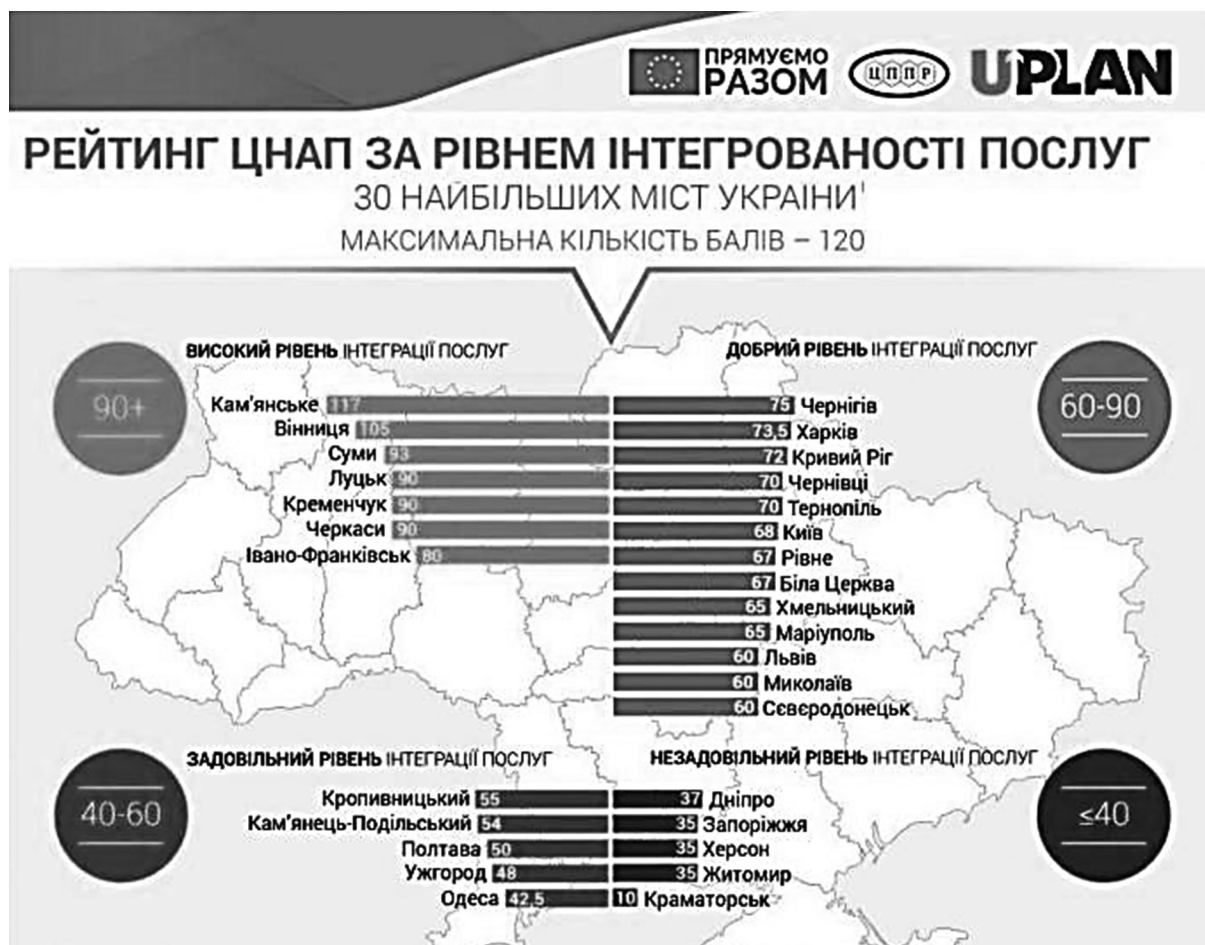 ПРЯМУЄМО
РАЗОМ
ЦППР
UPLAN
РЕЙТИНГ ЦНАП ЗА РІВНЕМ ІНТЕГРОВАНОСТІ ПОСЛУГ
30 НАЙБІЛЬШИХ МІСТ УКРАЇНИ¹
МАКСИМАЛЬНА КІЛЬКІСТЬ БАЛІВ – 120
90+
ВИСОКИЙ РІВЕНЬ ІНТЕГРАЦІЇ ПОСЛУГ
Кам'янське 117
Вінниця 105
Суми 93
Луцьк 90
Кременчук 90
Черкаси 90
Івано-Франківськ 80
ДОБРИЙ РІВЕНЬ ІНТЕГРАЦІЇ ПОСЛУГ
60-90
75 Чернігів
73,5 Харків
72 Кривий Ріг
70 Чернівці
70 Тернопіль
68 Київ
67 Рівне
67 Біла Церква
65 Хмельницький
65 Маріуполь
60 Львів
60 Миколаїв
60 Сєвєродонецьк
ЗАДОВІЛЬНИЙ РІВЕНЬ ІНТЕГРАЦІЇ ПОСЛУГ
40-60
Кропивницький 55
Кам'янець-Подільський 54
Полтава 50
Ужгород 48
Одеса 42,5
НЕЗАДОВІЛЬНИЙ РІВЕНЬ ІНТЕГРАЦІЇ ПОСЛУГ
≤40
37 Дніпро
35 Запоріжжя
35 Херсон
35 Житомир
10 Краматорськ